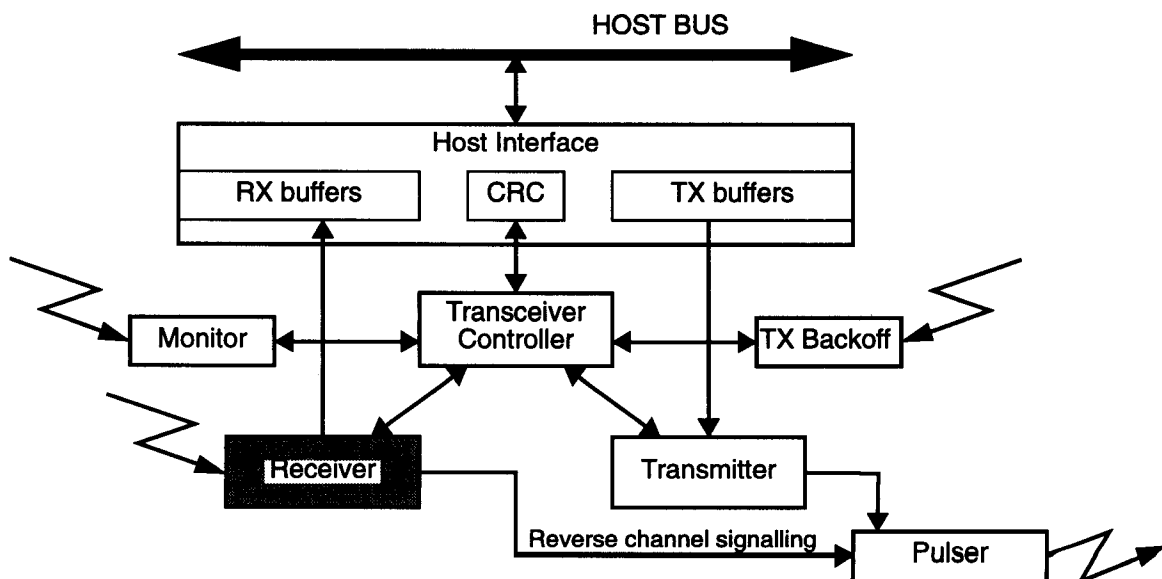 HOST BUS
Host Interface
RX buffers
CRC
TX buffers
Monitor
Transceiver
Controller
TX Backoff
Receiver
Transmitter
Reverse channel signalling
Pulser